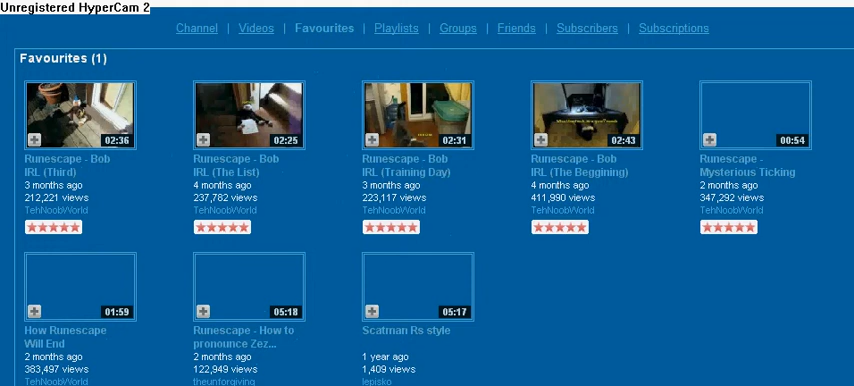 Unregistered HyperCam 2
Channel | Videos | Favourites | Playlists | Groups | Friends | Subscribers | Subscriptions
Favourites (1)
02:36
02:25
02:31
02:43
00:54
Runescape - Bob
IRL (Third)
3 months ago
212,221 views
TehNoobWorld
Runescape - Bob
IRL (The List)
4 months ago
237,782 views
TehNoobWorld
Runescape - Bob
IRL (Training Day)
3 months ago
223,117 views
TehNoobWorld
Runescape - Bob
IRL (The Beggining)
4 months ago
411,990 views
TehNoobWorld
Runescape -
Mysterious Ticking
2 months ago
347,292 views
TehNoobWorld
01:59
05:18
05:17
How Runescape
Will End
2 months ago
383,497 views
TehNoobWorld
Runescape - How to
pronounce Zez...
2 months ago
122,949 views
theunforgiving
Scatman Rs style
1 year ago
1,409 views
lepisko